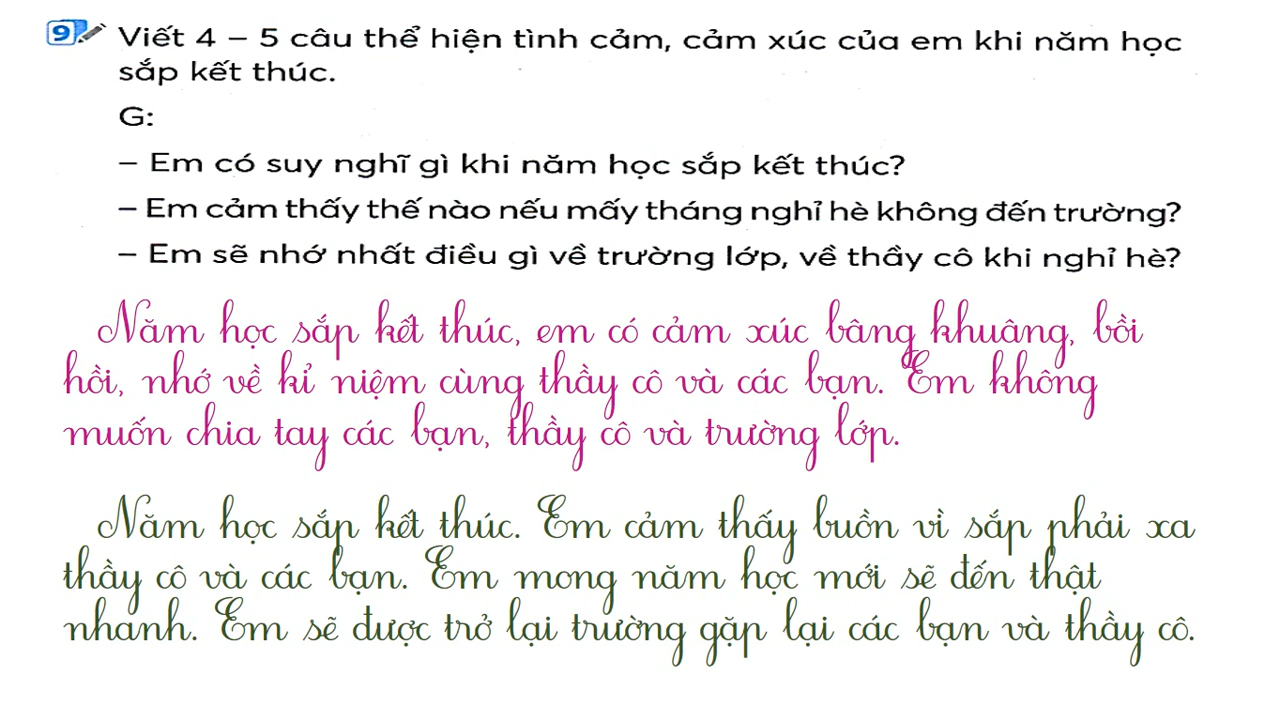 9 Viết 4 – 5 câu thể hiện tình cảm, cảm xúc của em khi năm học
sắp kết thúc.
G:
– Em có suy nghĩ gì khi năm học sắp kết thúc?
– Em cảm thấy thế nào nếu mấy tháng nghỉ hè không đến trường?
– Em sẽ nhớ nhất điều gì về trường lớp, về thầy cô khi nghỉ hè?
Năm học sắp kết thúc, em có cảm xúc bâng khuâng, bồi
hồi, nhớ về kỉ niệm cùng thầy cô và các bạn. Em không
muốn chia tay các bạn, thầy cô và trường lớp.
Năm học sắp kết thúc. Em cảm thấy buồn vì sắp phải xa
thầy cô và các bạn. Em mong năm học mới sẽ đến thật
nhanh. Em sẽ được trở lại trường gặp lại các bạn và thầy cô.